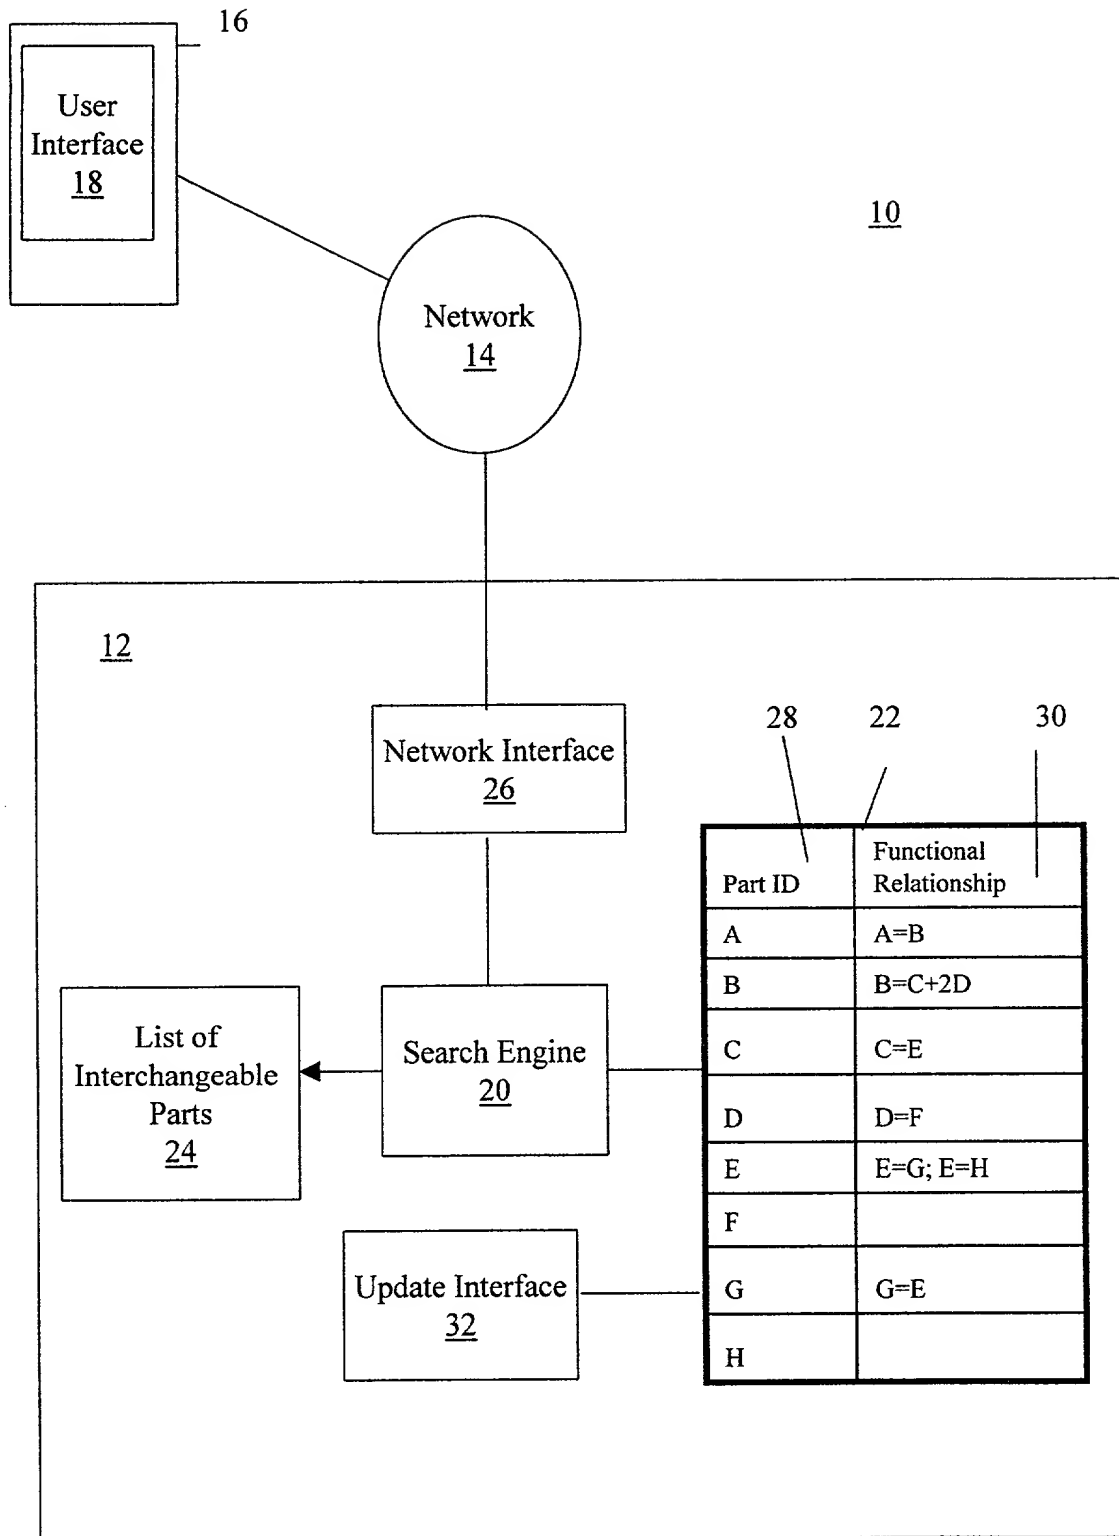 16
User
Interface
18
10
Network
14
12
Network Interface
26
28 22 30
Part ID Functional
Relationship
A A=B
B B=C+2D
C C=E
D D=F
E E=G; E=H
F
G G=E
H
List of
Interchangeable
Parts
24
Search Engine
20
Update Interface
32